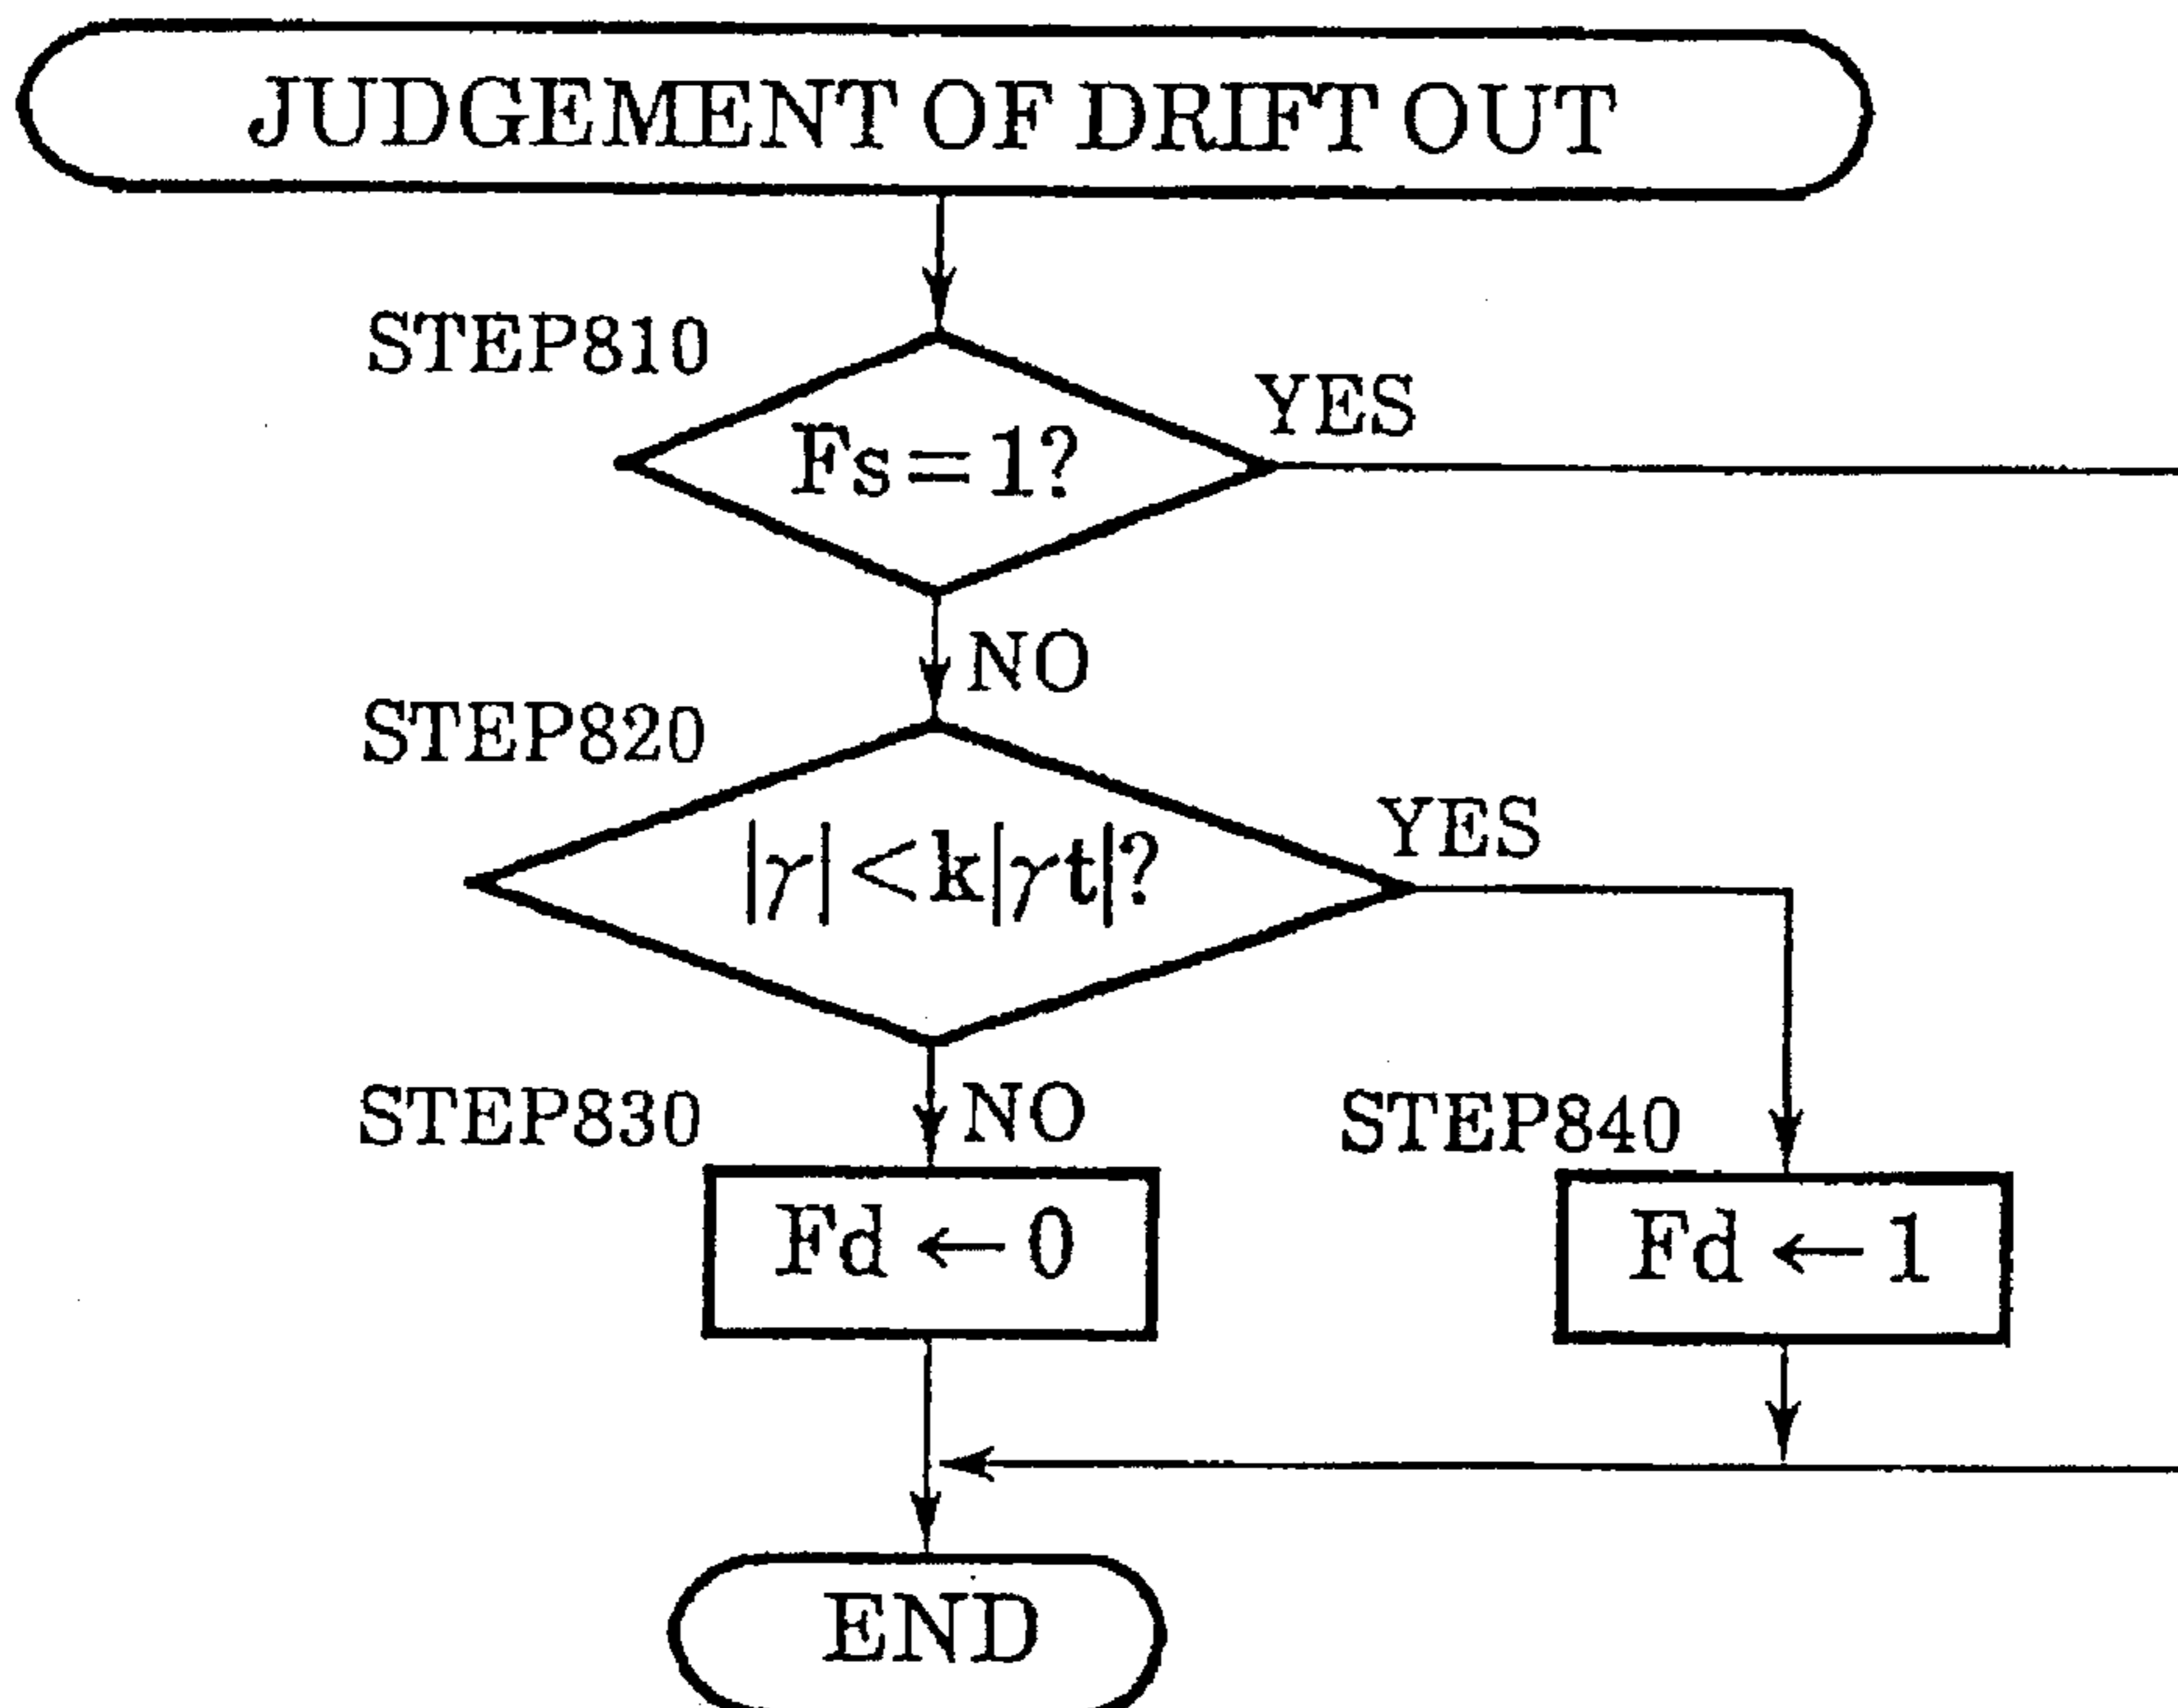 JUDGEMENT OF DRIFT OUT
STEP810
Fs=1?
YES
NO
STEP820
|γ|<k|γt|?
YES
STEP830
NO
STEP840
Fd←0
Fd←1
END